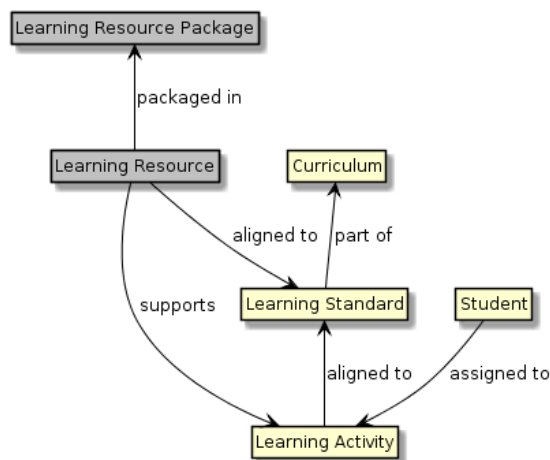 Learning Resource Package
packaged in
Learning Resource
Curriculum
aligned to
part of
supports
Learning Standard
Student
aligned to
assigned to
Learning Activity